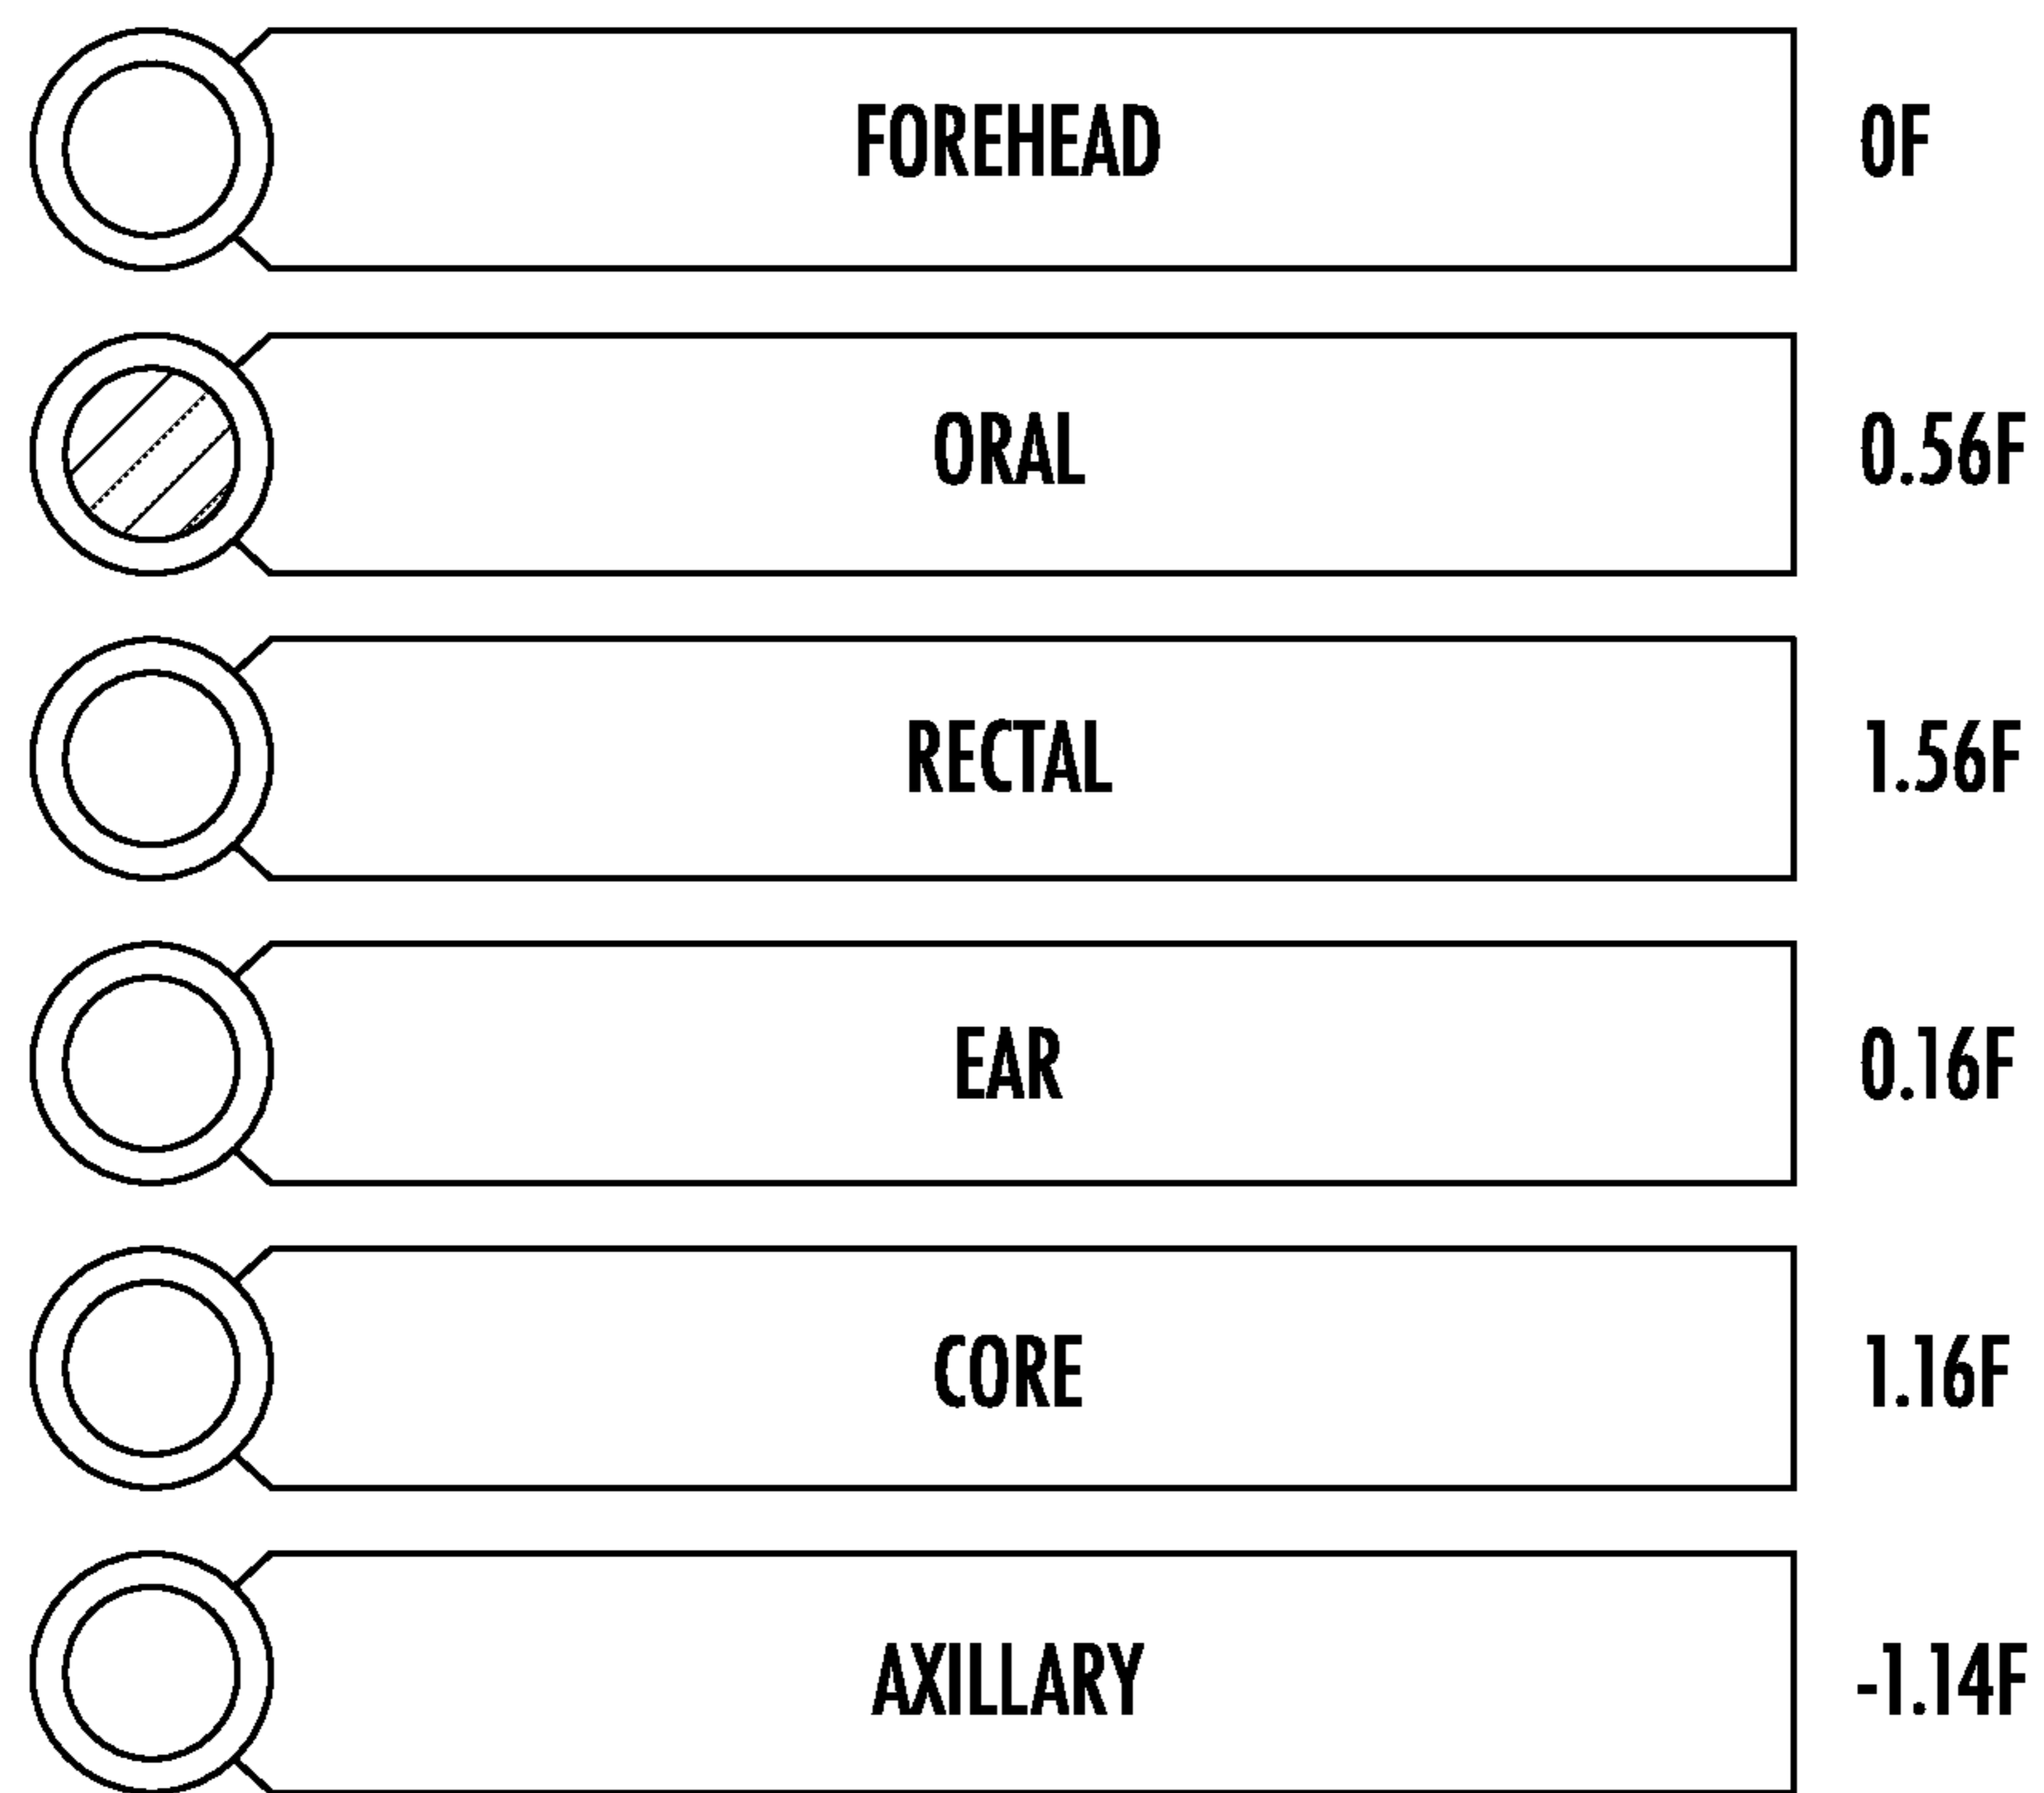 FOREHEAD 0F
ORAL 0.56F
RECTAL 1.56F
EAR 0.16F
CORE 1.16F
AXILLARY -1.14F